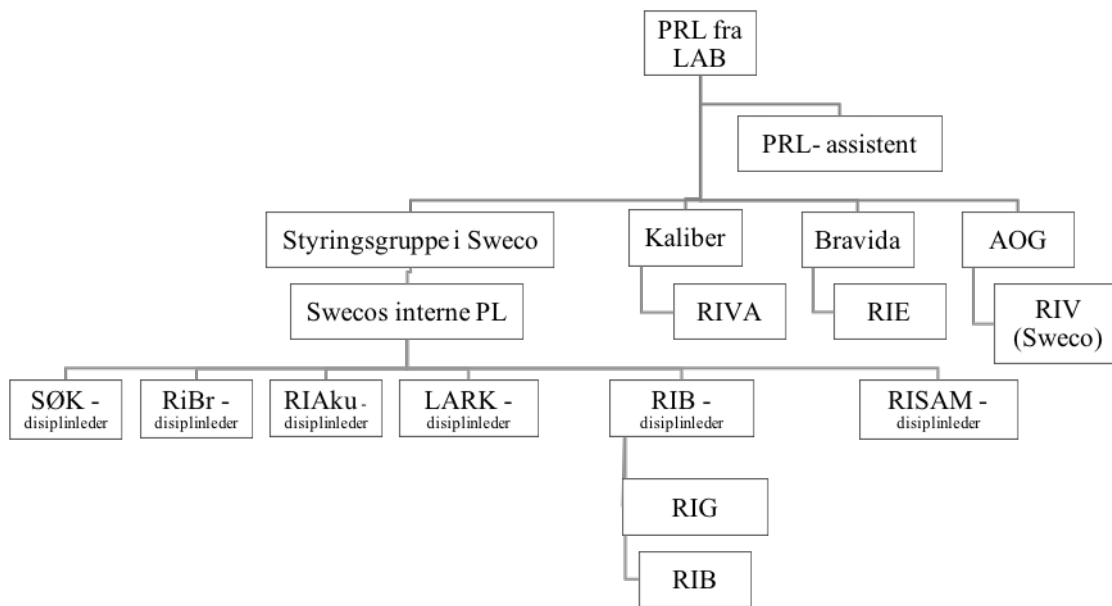 PRL fra
LAB
PRL- assistent
Styringsgruppe i Sweco
Kaliber
Bravida
AOG
Swecos interne PL
RIVA
RIE
RIV
(Sweco)
SØK -
disiplinleder
RiBr -
disiplinleder
RIAku -
disiplinleder
LARK -
disiplinleder
RIB -
disiplinleder
RISAM -
disiplinleder
RIG
RIB